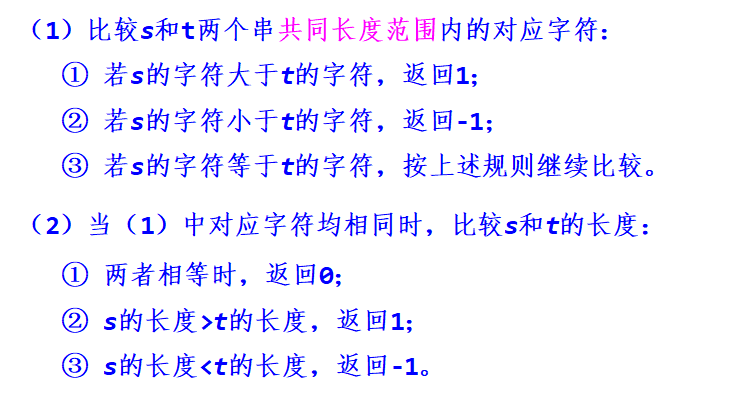 （1）比较s和t两个串共同长度范围内的对应字符：
① 若s的字符大于t的字符，返回1；
② 若s的字符小于t的字符，返回-1；
③ 若s的字符等于t的字符，按上述规则继续比较。
（2）当（1）中对应字符均相同时，比较s和t的长度：
① 两者相等时，返回0；
② s的长度>t的长度，返回1；
③ s的长度<t的长度，返回-1。